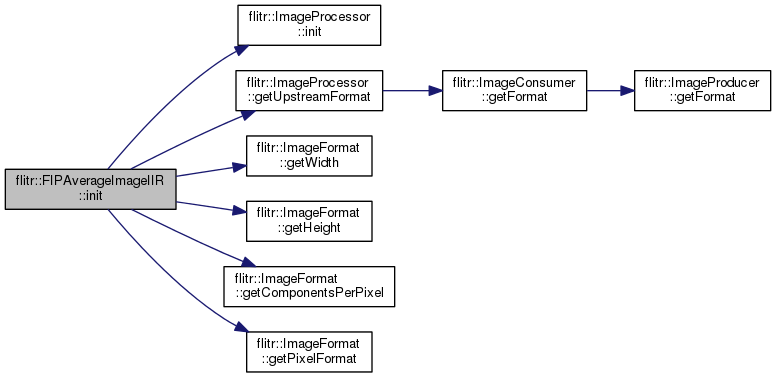 flitr::ImageProcessor
::init
flitr::ImageProcessor
::getUpstreamFormat
flitr::ImageConsumer
::getFormat
flitr::ImageProducer
::getFormat
flitr::ImageFormat
::getWidth
flitr::FIPAverageImageIIR
::init
flitr::ImageFormat
::getHeight
flitr::ImageFormat
::getComponentsPerPixel
flitr::ImageFormat
::getPixelFormat